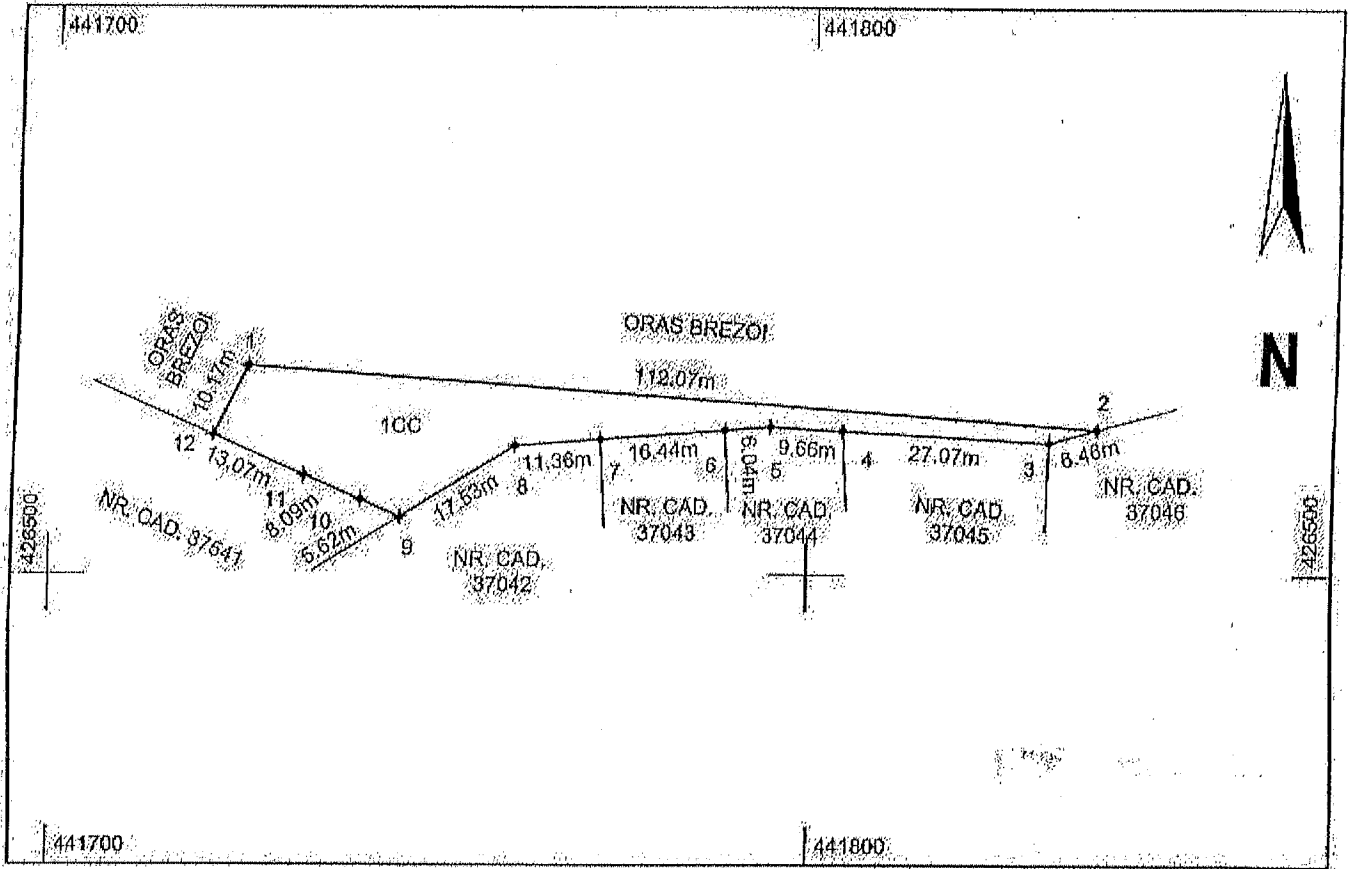 441700
441800
ORAS
BREZOI
1
10.17m
ORAS BREZOI
112.07m
N
1CC
2
12
13.07m
11
8.09m
10
5.62m
9
17.53m
8
11.36m
7
16.44m
6
6.04m
5
9.66m
4
27.07m
3
6.46m
NR. CAD. 37641
NR. CAD.
37042
NR. CAD.
37043
NR. CAD.
37044
NR. CAD.
37045
NR. CAD.
37046
426500
426500
441700
441800